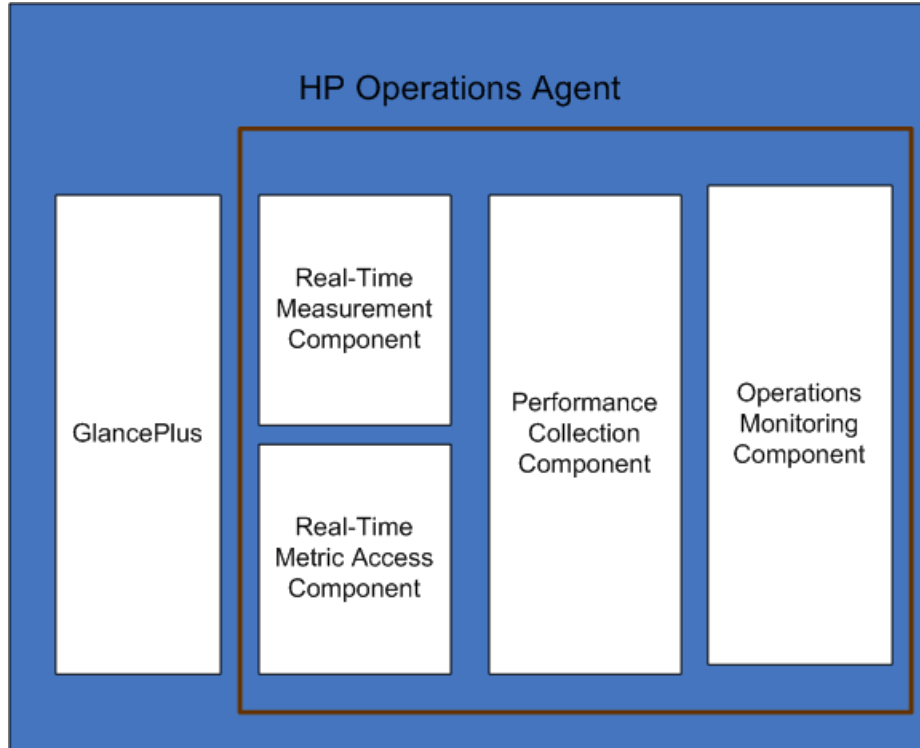 HP Operations Agent
GlancePlus
Real-Time
Measurement
Component
Real-Time
Metric Access
Component
Performance
Collection
Component
Operations
Monitoring
Component